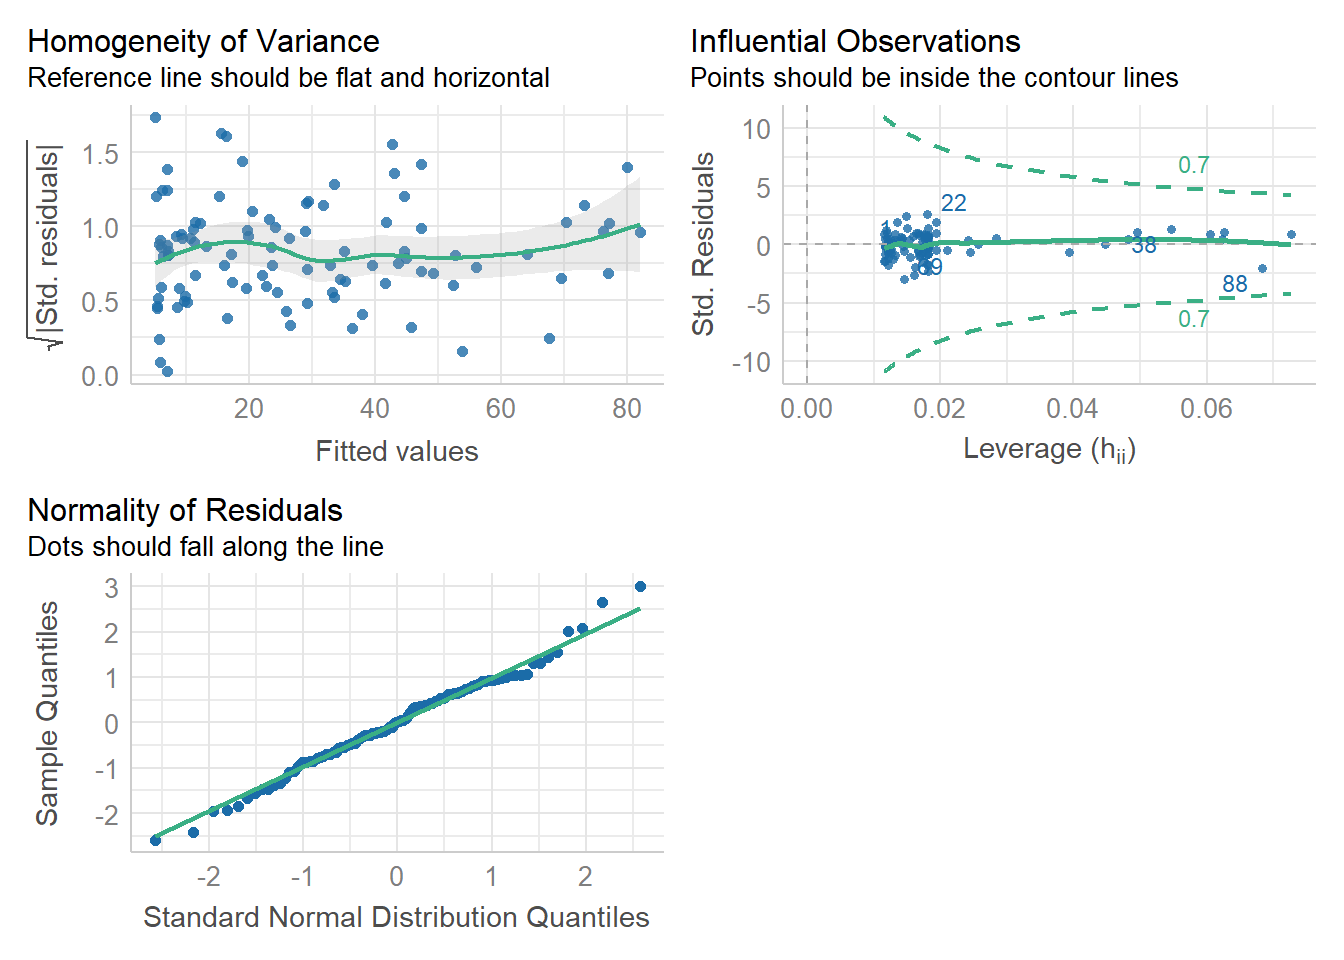 Homogeneity of Variance
Reference line should be flat and horizontal
√|Std. residuals|
1.5
1.0
0.5
0.0
20 40 60 80
Fitted values
Influential Observations
Points should be inside the contour lines
Std. Residuals
10
5
0
-5
-10
0.7
22
1
38
88
0.7
0.00 0.02 0.04 0.06
Leverage (hii)
Normality of Residuals
Dots should fall along the line
Sample Quantiles
3
2
1
0
-1
-2
-2 -1 0 1 2
Standard Normal Distribution Quantiles